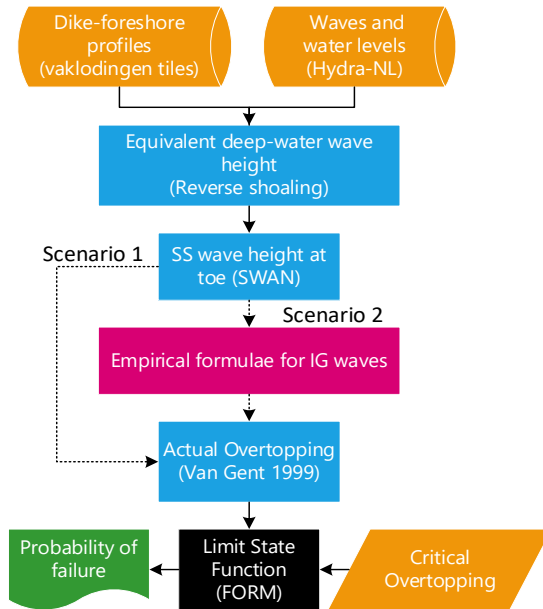 Dike-foreshore
profiles
(vaklodingen tiles)
Waves and
water levels
(Hydra-NL)
Equivalent deep-water wave
height
(Reverse shoaling)
Scenario 1
SS wave height at
toe (SWAN)
Scenario 2
Empirical formulae for IG waves
Actual Overtopping
(Van Gent 1999)
Probability of
failure
Limit State
Function
(FORM)
Critical
Overtopping